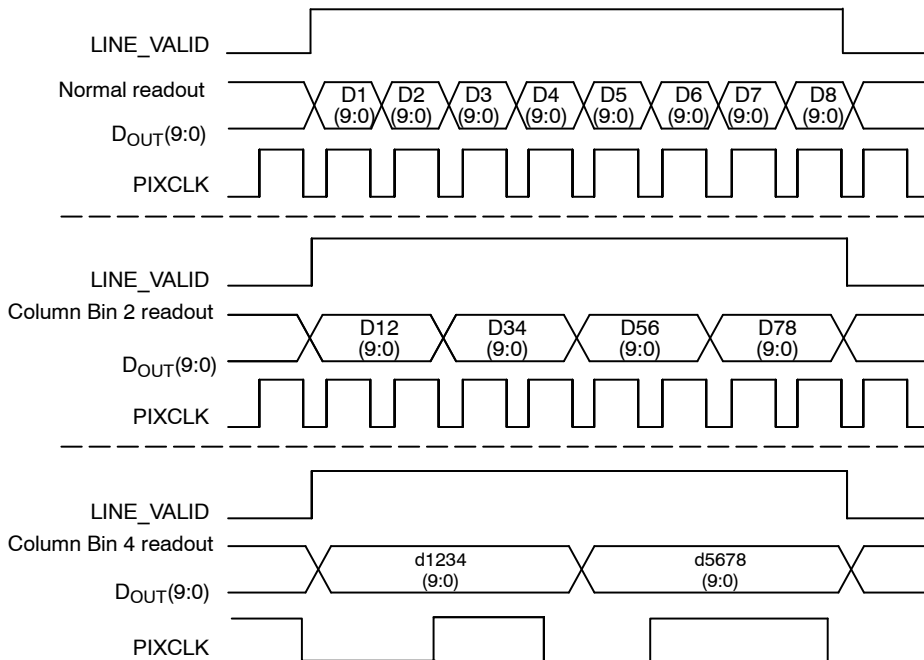 LINE_VALID
Normal readout
D1 D2 D3 D4 D5 D6 D7 D8
(9:0) (9:0) (9:0) (9:0) (9:0) (9:0) (9:0) (9:0)
DOUT(9:0)
PIXCLK
LINE_VALID
Column Bin 2 readout
D12 D34 D56 D78
(9:0) (9:0) (9:0) (9:0)
DOUT(9:0)
PIXCLK
LINE_VALID
Column Bin 4 readout
d1234 d5678
(9:0) (9:0)
DOUT(9:0)
PIXCLK